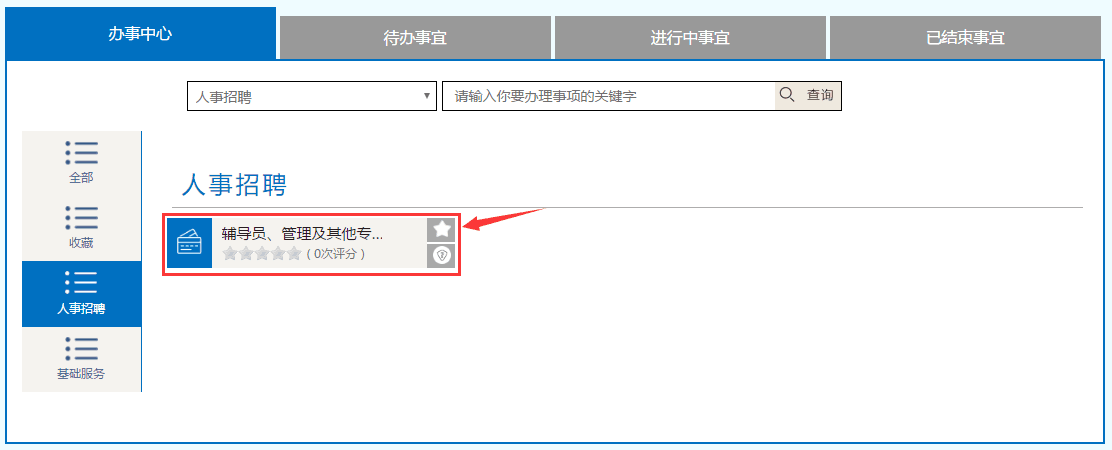 办事中心
待办事宜
进行中事宜
已结束事宜
人事招聘
请输入你要办理事项的关键字
查询
全部
收藏
人事招聘
基础服务
人事招聘
辅导员、管理及其他专...
(0次评分)